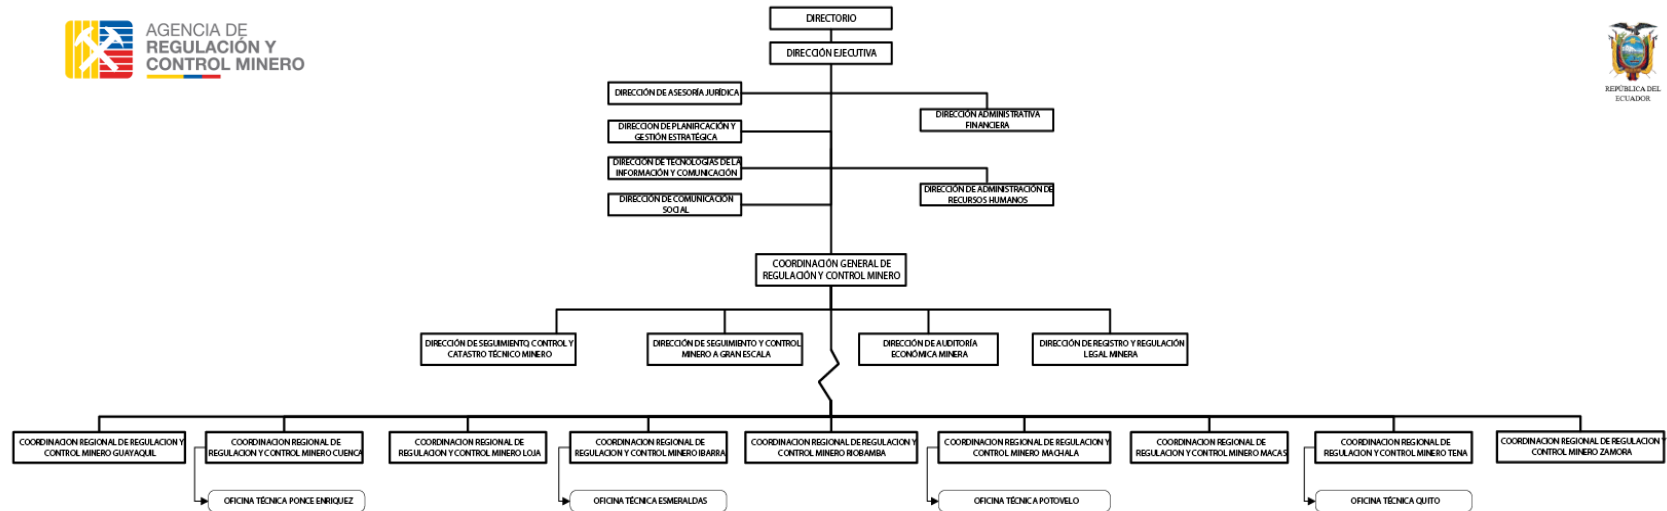 AGENCIA DE
REGULACIÓN Y
CONTROL MINERO
DIRECTORIO
DIRECCIÓN EJECUTIVA
REPÚBLICA DEL
ECUADOR
DIRECCIÓN DE ASESORÍA JURÍDICA
DIRECCIÓN ADMINISTRATIVA
FINANCIERA
DIRECCION DE PLANIFICACIÓN Y
GESTIÓN ESTRATÉGICA
DIRECCIÓN DE TECNOLOGÍAS DE LA
INFORMACIÓN Y COMUNICACIÓN
DIRECCIÓN DE ADMINISTRACIÓN DE
RECURSOS HUMANOS
DIRECCIÓN DE COMUNICACIÓN
SOCIAL
COORDINACIÓN GENERAL DE
REGULACIÓN Y CONTROL MINERO
DIRECCIÓN DE SEGUIMIENTO, CONTROL Y
CATASTRO TÉCNICO MINERO
DIRECCIÓN DE SEGUIMIENTO Y CONTROL
MINERO A GRAN ESCALA
DIRECCIÓN DE AUDITORÍA
ECONÓMICA MINERA
DIRECCIÓN DE REGISTRO Y REGULACIÓN
LEGAL MINERA
COORDINACION REGIONAL DE REGULACION Y
CONTROL MINERO GUAYAQUIL
COORDINACION REGIONAL DE
REGULACION Y CONTROL MINERO CUENCA
COORDINACION REGIONAL DE
REGULACION Y CONTROL MINERO LOJA
COORDINACION REGIONAL DE
REGULACION Y CONTROL MINERO IBARRA
COORDINACION REGIONAL DE REGULACION Y
CONTROL MINERO RIOBAMBA
COORDINACION REGIONAL DE REGULACION Y
CONTROL MINERO MACHALA
COORDINACION REGIONAL DE
REGULACION Y CONTROL MINERO MACAS
COORDINACION REGIONAL DE
REGULACION Y CONTROL MINERO TENA
COORDINACION REGIONAL DE REGULACION Y
CONTROL MINERO ZAMORA
OFICINA TÉCNICA PONCE ENRIQUEZ
OFICINA TÉCNICA ESMERALDAS
OFICINA TÉCNICA POTOVELO
OFICINA TÉCNICA QUITO